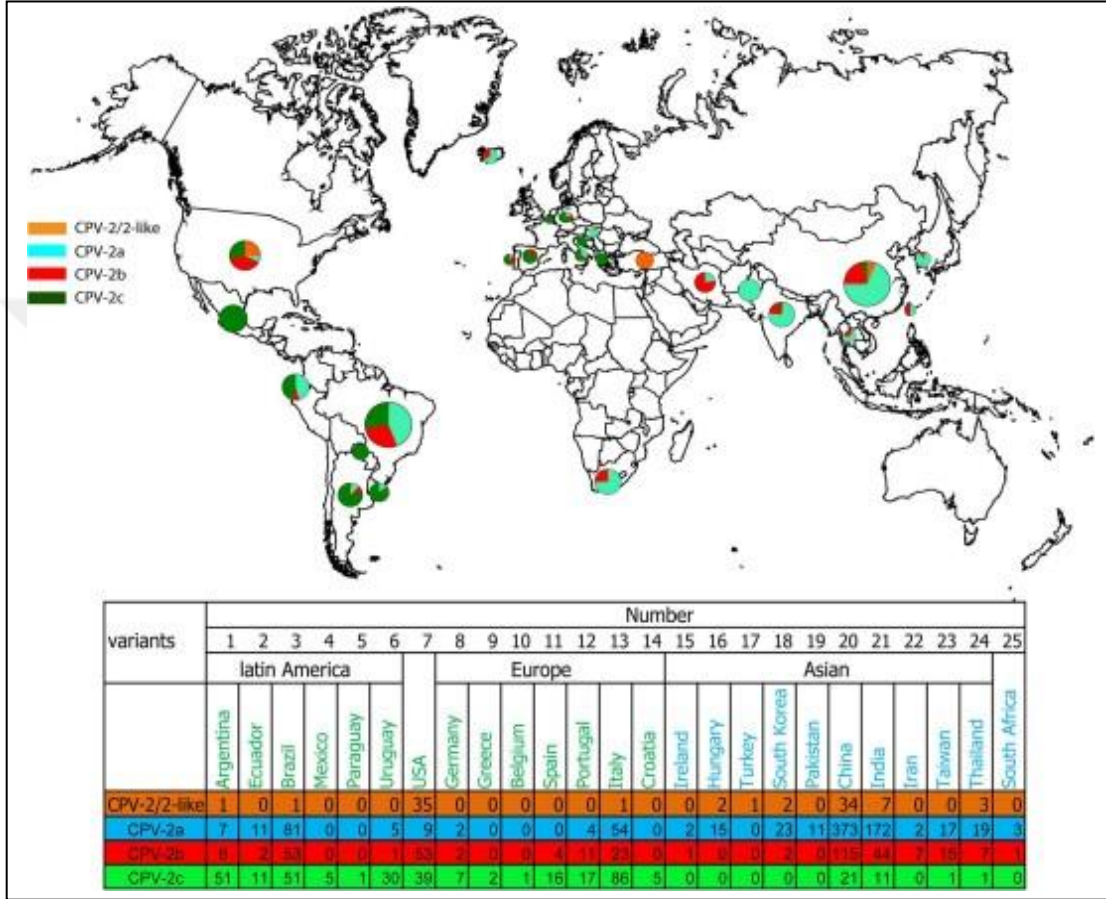 CPV-2/2-like
CPV-2a
CPV-2b
CPV-2c
Number
variants 1 2 3 4 5 6 7 8 9 10 11 12 13 14 15 16 17 18 19 20 21 22 23 24 25
latin America Europe Asian
Argentina Ecuador Brazil Mexico Paraguay Uruguay USA Germany Greece Belgium Spain Portugal Italy Croatia Ireland Hungary Turkey South Korea Pakistan China India Iran Taiwan Thailand South Africa
CPV-2/2-like 1 0 1 0 0 0 35 0 0 0 0 0 1 0 0 2 1 2 0 34 7 0 0 3 0
CPV-2a 7 11 81 0 0 5 9 2 0 0 0 4 54 0 2 15 0 23 11 373 172 2 17 19 3
CPV-2b 2 53 0 0 1 53 2 0 0 4 11 23 0 1 0 0 2 0 115 44 7 15 7 1
CPV-2c 51 11 51 5 1 30 39 7 2 1 16 17 86 5 0 0 0 0 0 21 11 0 1 1 0